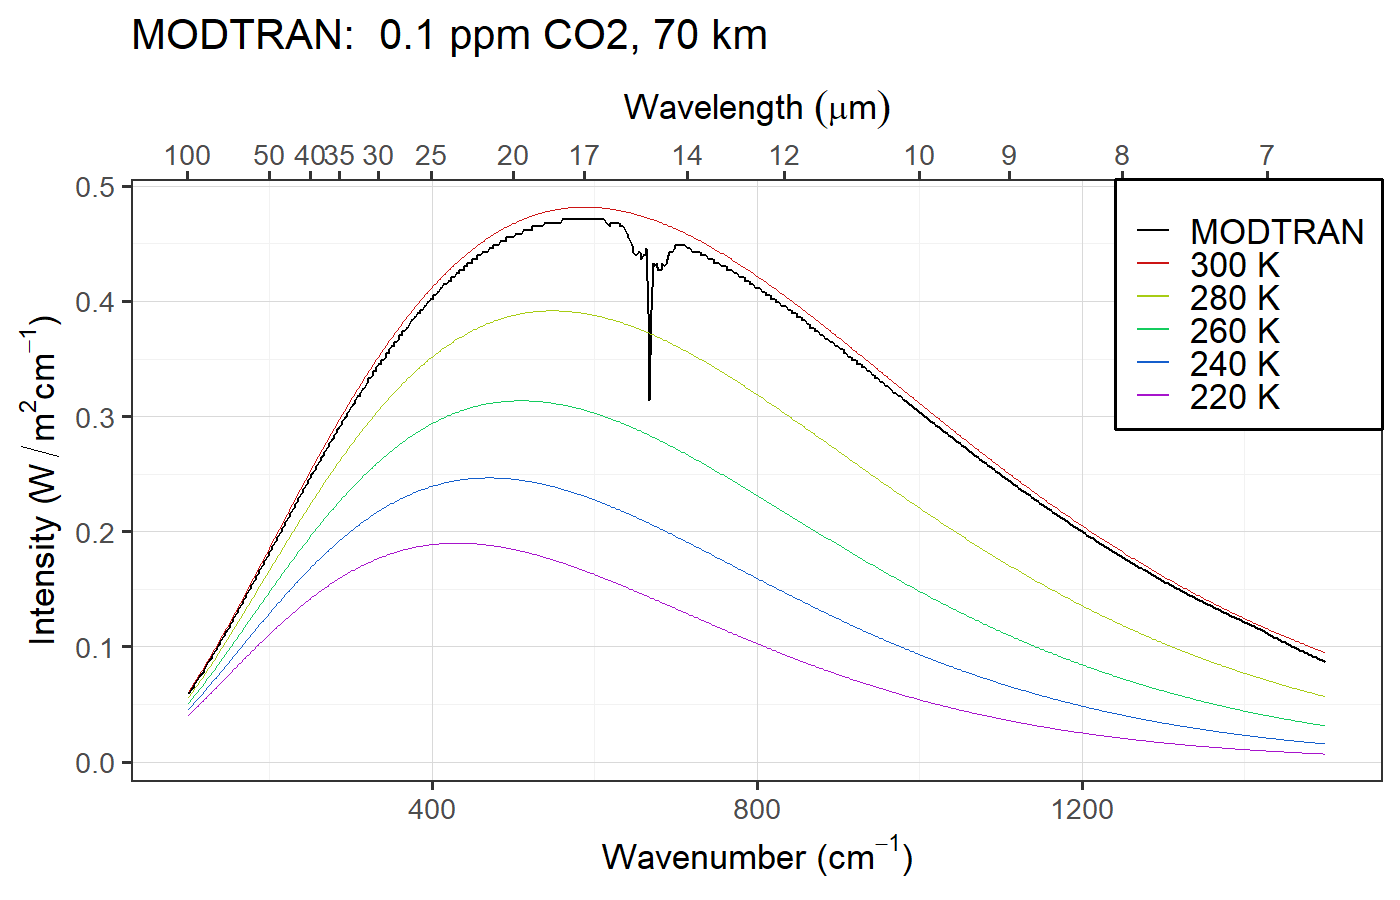 MODTRAN:  0.1 ppm CO2, 70 km
Wavelength (μm)
100 50 40 35 30 25 20 17 14 12 10 9 8 7
0.5
0.4
0.3
0.2
0.1
0.0
Intensity (W/m²cm⁻¹)
MODTRAN
300 K
280 K
260 K
240 K
220 K
400 800 1200
Wavenumber (cm⁻¹)